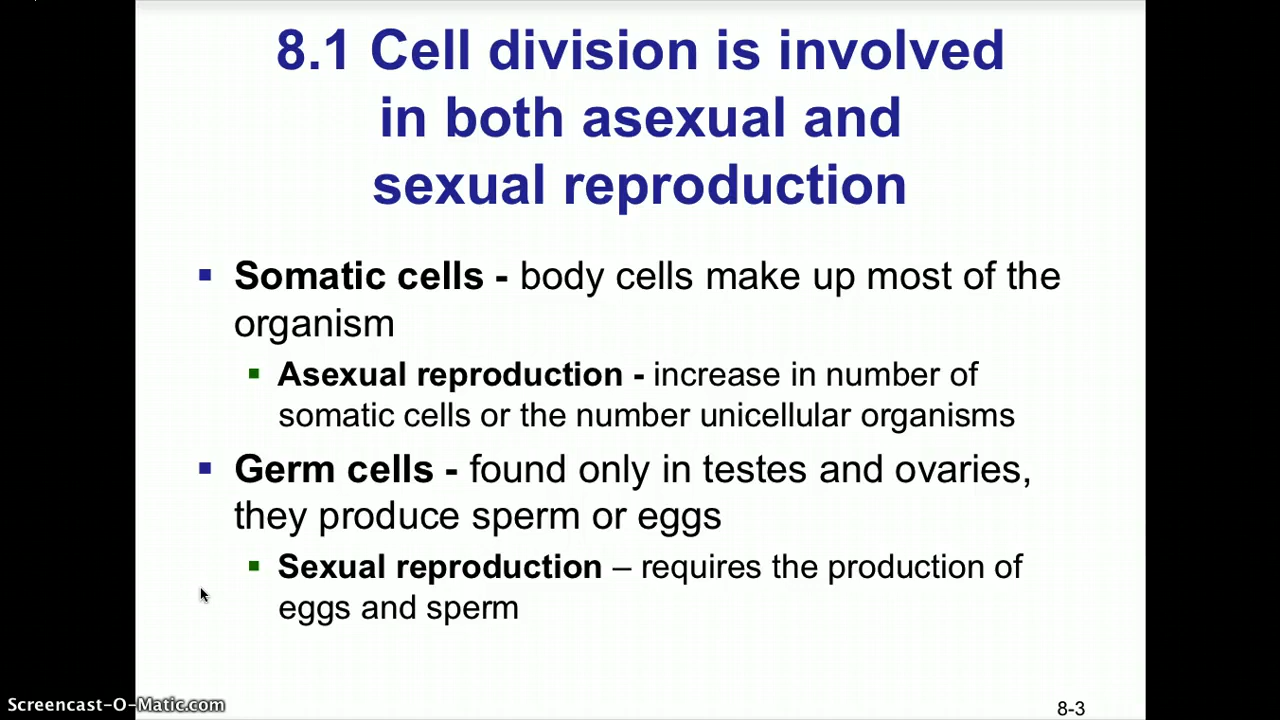 8.1 Cell division is involved
in both asexual and
sexual reproduction
▪ Somatic cells - body cells make up most of the
organism
▪ Asexual reproduction - increase in number of
somatic cells or the number unicellular organisms
▪ Germ cells - found only in testes and ovaries,
they produce sperm or eggs
▪ Sexual reproduction – requires the production of
eggs and sperm
Screencast-O-Matic.com
8-3